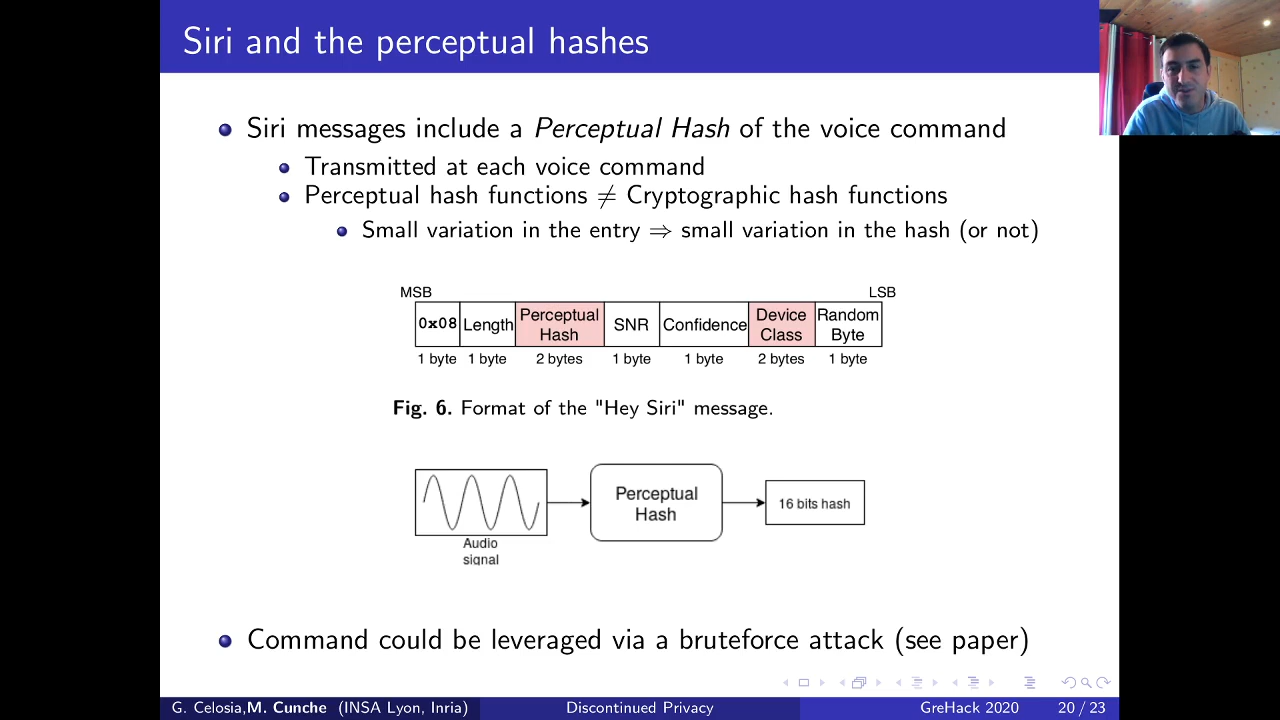 Siri and the perceptual hashes
Siri messages include a Perceptual Hash of the voice command
Transmitted at each voice command
Perceptual hash functions ≠ Cryptographic hash functions
Small variation in the entry ⇒ small variation in the hash (or not)
MSB LSB
0x08 Length Perceptual Hash SNR Confidence Device Class Random Byte
1 byte 1 byte 2 bytes 1 byte 1 byte 2 bytes 1 byte
Fig. 6. Format of the "Hey Siri" message.
Perceptual
Hash
16 bits hash
Audio
signal
Command could be leveraged via a bruteforce attack (see paper)
G. Celosia,M. Cunche (INSA Lyon, Inria) Discontinued Privacy GreHack 2020 20 / 23